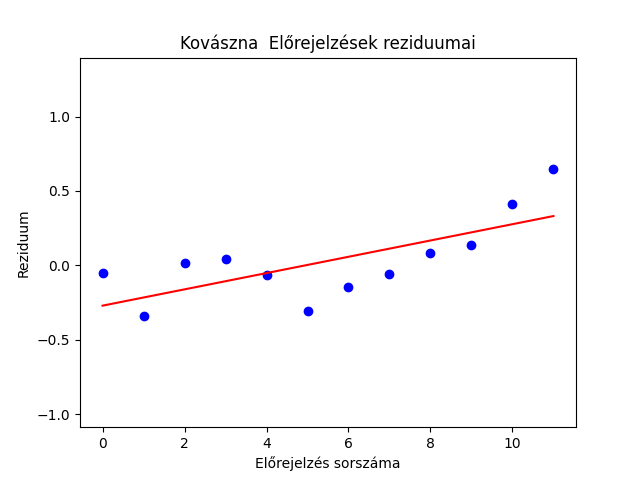 Kovászna  Előrejelzések reziduumai
Reziduum
1.0
0.5
0.0
−0.5
−1.0
0 2 4 6 8 10
Előrejelzés sorszáma